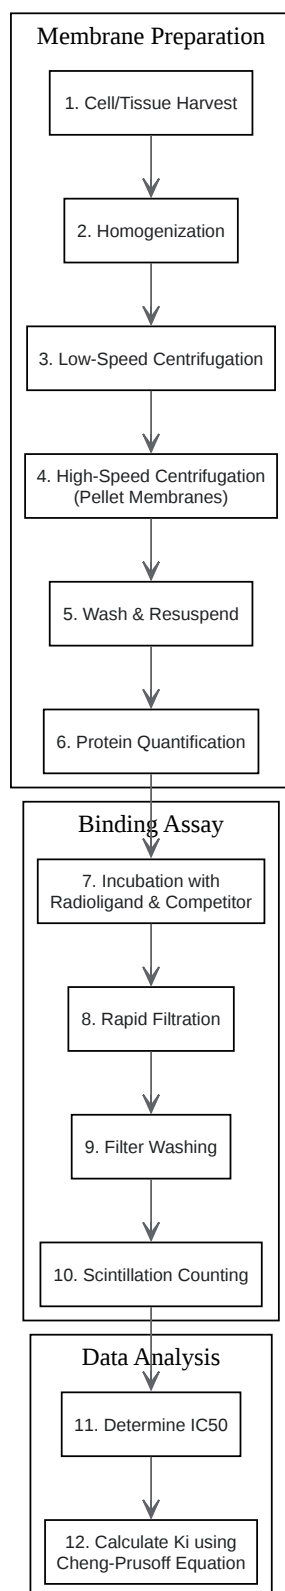 Membrane Preparation
1. Cell/Tissue Harvest
2. Homogenization
3. Low-Speed Centrifugation
4. High-Speed Centrifugation
(Pellet Membranes)
5. Wash & Resuspend
6. Protein Quantification
Binding Assay
7. Incubation with
Radioligand & Competitor
8. Rapid Filtration
9. Filter Washing
10. Scintillation Counting
Data Analysis
11. Determine IC50
12. Calculate Ki using
Cheng-Prusoff Equation